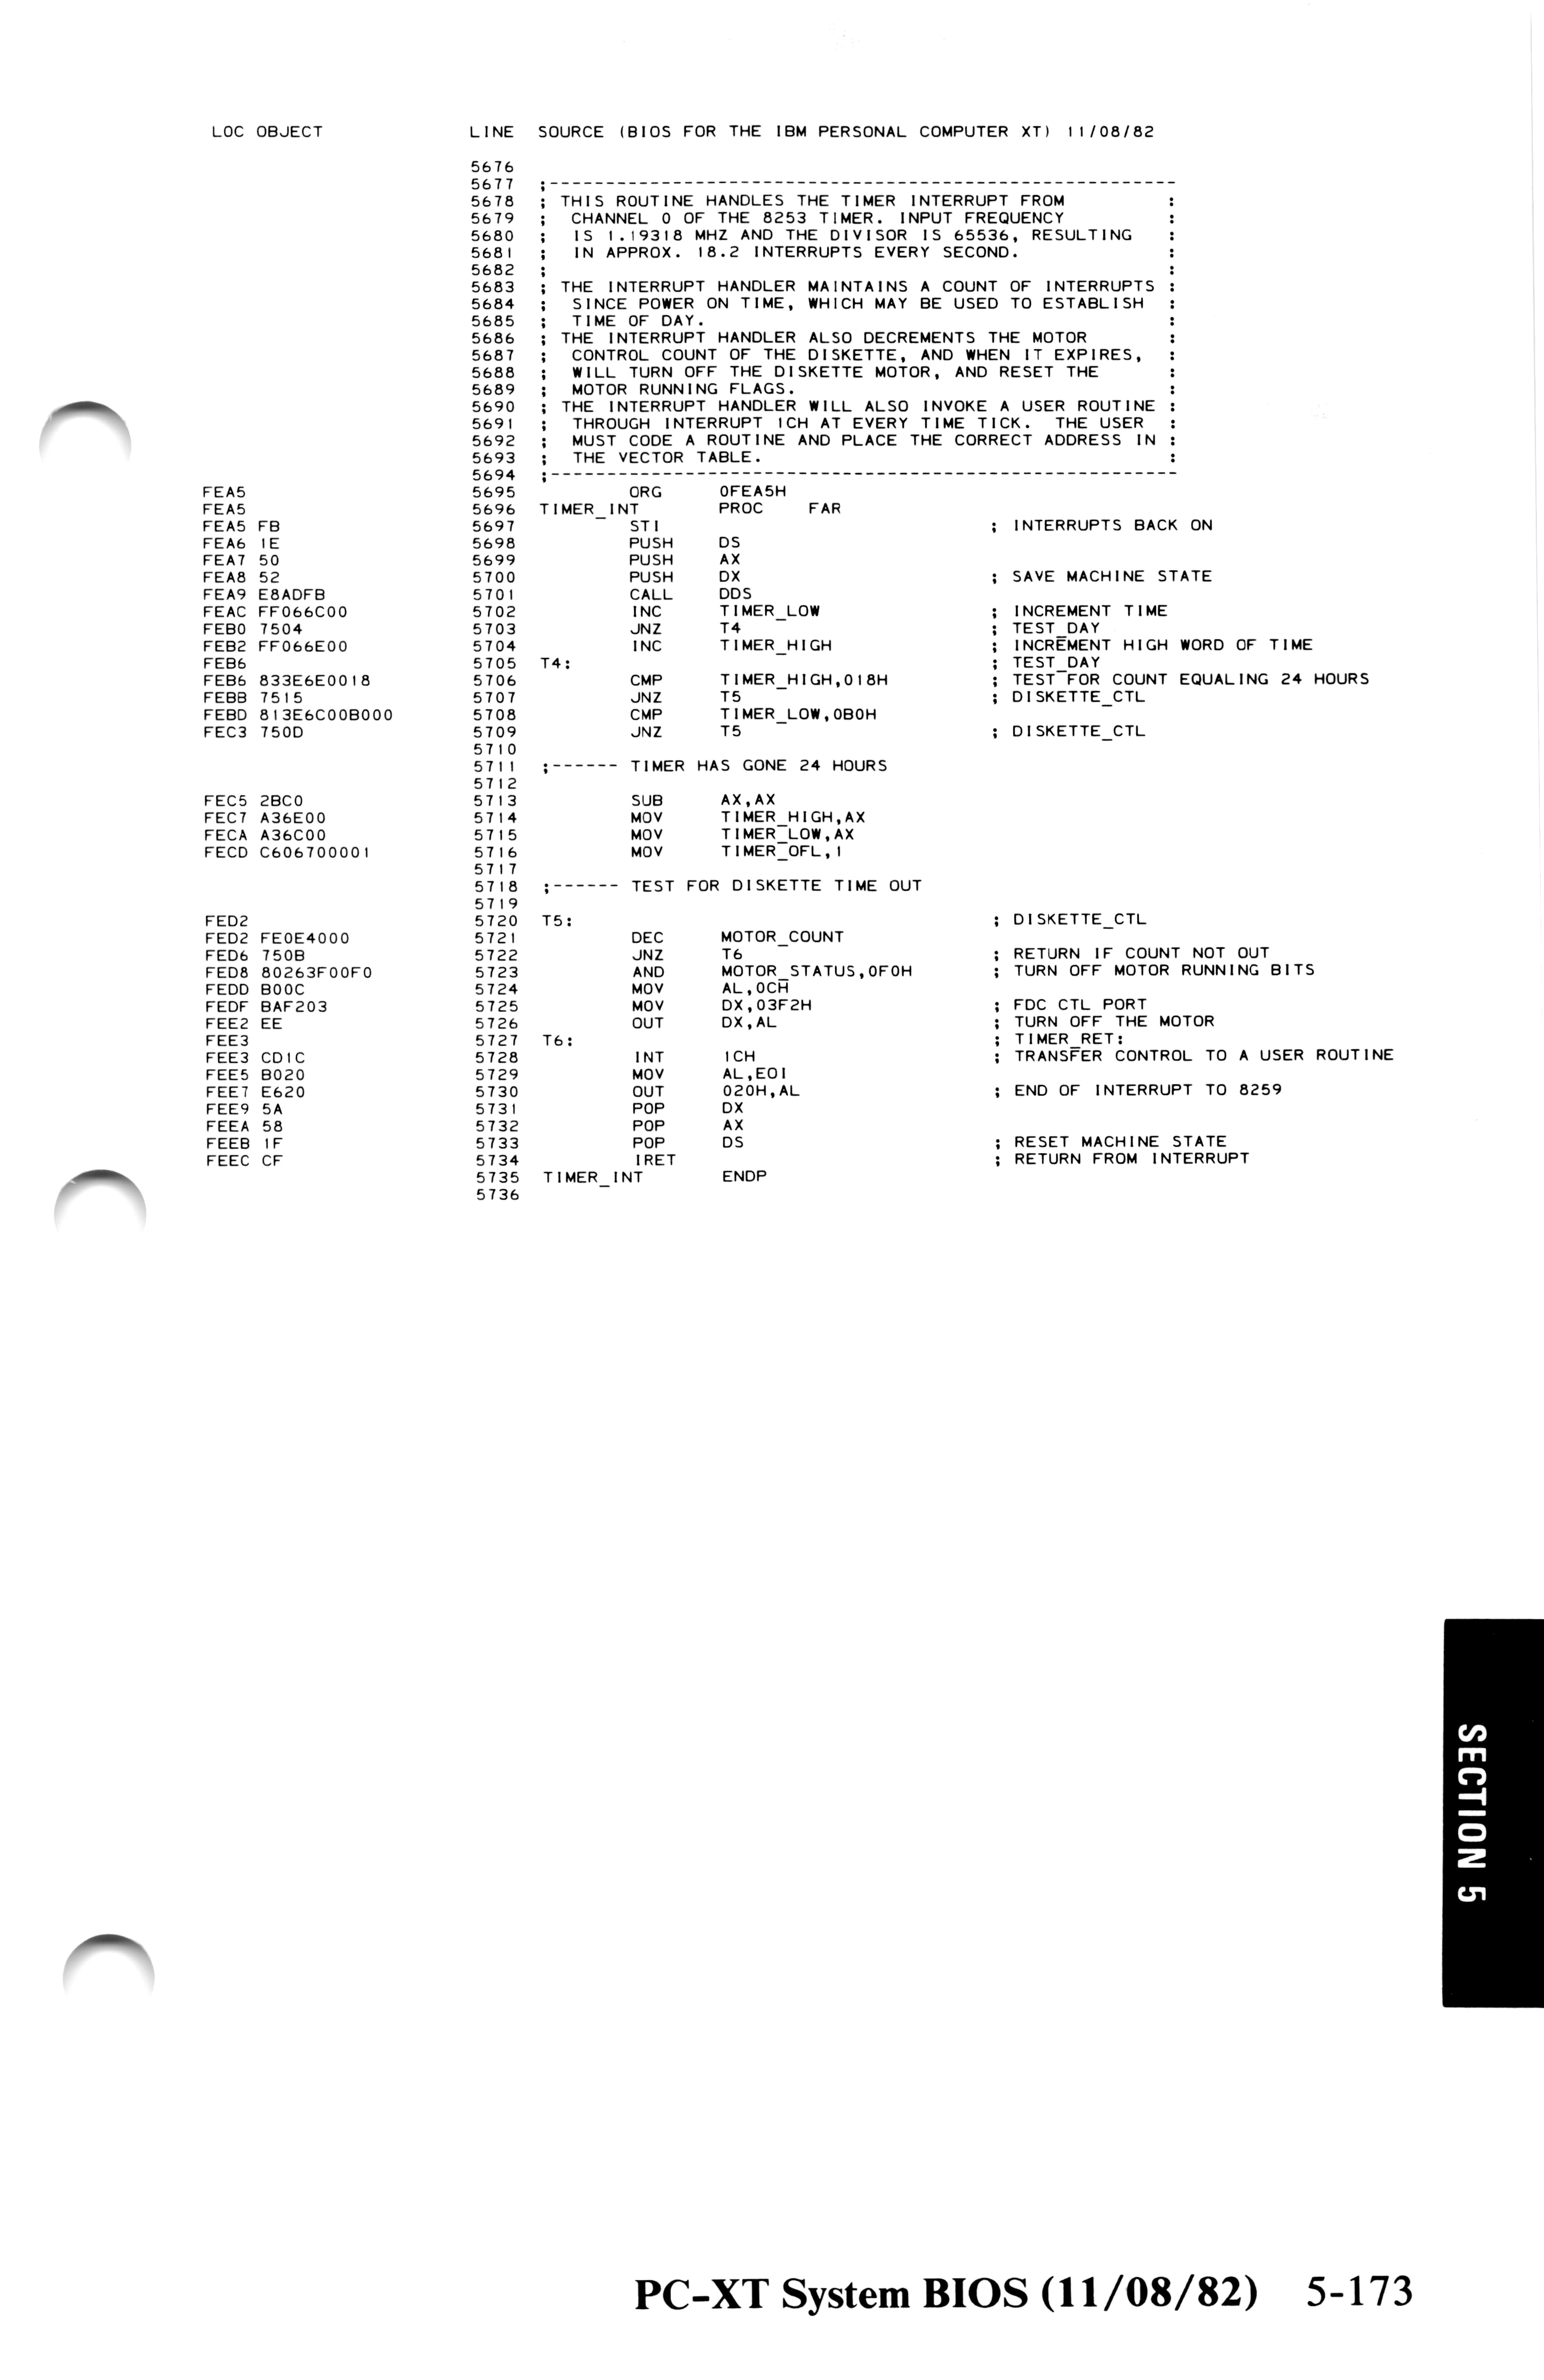 LOC OBJECT LINE SOURCE (BIOS FOR THE IBM PERSONAL COMPUTER XT) 11/08/82
5676
5677 ;--------------------------------------------------------
5678 ; THIS ROUTINE HANDLES THE TIMER INTERRUPT FROM :
5679 ; CHANNEL 0 OF THE 8253 TIMER. INPUT FREQUENCY :
5680 ; IS 1.19318 MHZ AND THE DIVISOR IS 65536, RESULTING :
5681 ; IN APPROX. 18.2 INTERRUPTS EVERY SECOND. :
5682 ; :
5683 ; THE INTERRUPT HANDLER MAINTAINS A COUNT OF INTERRUPTS :
5684 ; SINCE POWER ON TIME, WHICH MAY BE USED TO ESTABLISH :
5685 ; TIME OF DAY. :
5686 ; THE INTERRUPT HANDLER ALSO DECREMENTS THE MOTOR :
5687 ; CONTROL COUNT OF THE DISKETTE, AND WHEN IT EXPIRES, :
5688 ; WILL TURN OFF THE DISKETTE MOTOR, AND RESET THE :
5689 ; MOTOR RUNNING FLAGS. :
5690 ; THE INTERRUPT HANDLER WILL ALSO INVOKE A USER ROUTINE :
5691 ; THROUGH INTERRUPT 1CH AT EVERY TIME TICK. THE USER :
5692 ; MUST CODE A ROUTINE AND PLACE THE CORRECT ADDRESS IN :
5693 ; THE VECTOR TABLE. :
5694 ;--------------------------------------------------------
FEA5 5695 ORG 0FEA5H
FEA5 5696 TIMER_INT PROC FAR
FEA5 FB 5697 STI ; INTERRUPTS BACK ON
FEA6 1E 5698 PUSH DS
FEA7 50 5699 PUSH AX
FEA8 52 5700 PUSH DX ; SAVE MACHINE STATE
FEA9 E8ADFB 5701 CALL DDS
FEAC FF066C00 5702 INC TIMER_LOW ; INCREMENT TIME
FEB0 7504 5703 JNZ T4 ; TEST_DAY
FEB2 FF066E00 5704 INC TIMER_HIGH ; INCREMENT HIGH WORD OF TIME
FEB6 5705 T4: ; TEST_DAY
FEB6 833E6E0018 5706 CMP TIMER_HIGH,018H ; TEST FOR COUNT EQUALING 24 HOURS
FEBB 7515 5707 JNZ T5 ; DISKETTE_CTL
FEBD 813E6C00B000 5708 CMP TIMER_LOW,0B0H
FEC3 750D 5709 JNZ T5 ; DISKETTE_CTL
5710
5711 ;------ TIMER HAS GONE 24 HOURS
5712
FEC5 2BC0 5713 SUB AX,AX
FEC7 A36E00 5714 MOV TIMER_HIGH,AX
FECA A36C00 5715 MOV TIMER_LOW,AX
FECD C606700001 5716 MOV TIMER_OFL,1
5717
5718 ;------ TEST FOR DISKETTE TIME OUT
5719
FED2 5720 T5: ; DISKETTE_CTL
FED2 FE0E4000 5721 DEC MOTOR_COUNT
FED6 750B 5722 JNZ T6 ; RETURN IF COUNT NOT OUT
FED8 80263F00F0 5723 AND MOTOR_STATUS,0F0H ; TURN OFF MOTOR RUNNING BITS
FEDD B00C 5724 MOV AL,0CH
FEDF BAF203 5725 MOV DX,03F2H ; FDC CTL PORT
FEE2 EE 5726 OUT DX,AL ; TURN OFF THE MOTOR
FEE3 5727 T6: ; TIMER_RET:
FEE3 CD1C 5728 INT 1CH ; TRANSFER CONTROL TO A USER ROUTINE
FEE5 B020 5729 MOV AL,EOI
FEE7 E620 5730 OUT 020H,AL ; END OF INTERRUPT TO 8259
FEE9 5A 5731 POP DX
FEEA 58 5732 POP AX
FEEB 1F 5733 POP DS ; RESET MACHINE STATE
FEEC CF 5734 IRET ; RETURN FROM INTERRUPT
5735 TIMER_INT ENDP
5736
SECTION 5
PC-XT System BIOS (11/08/82) 5-173